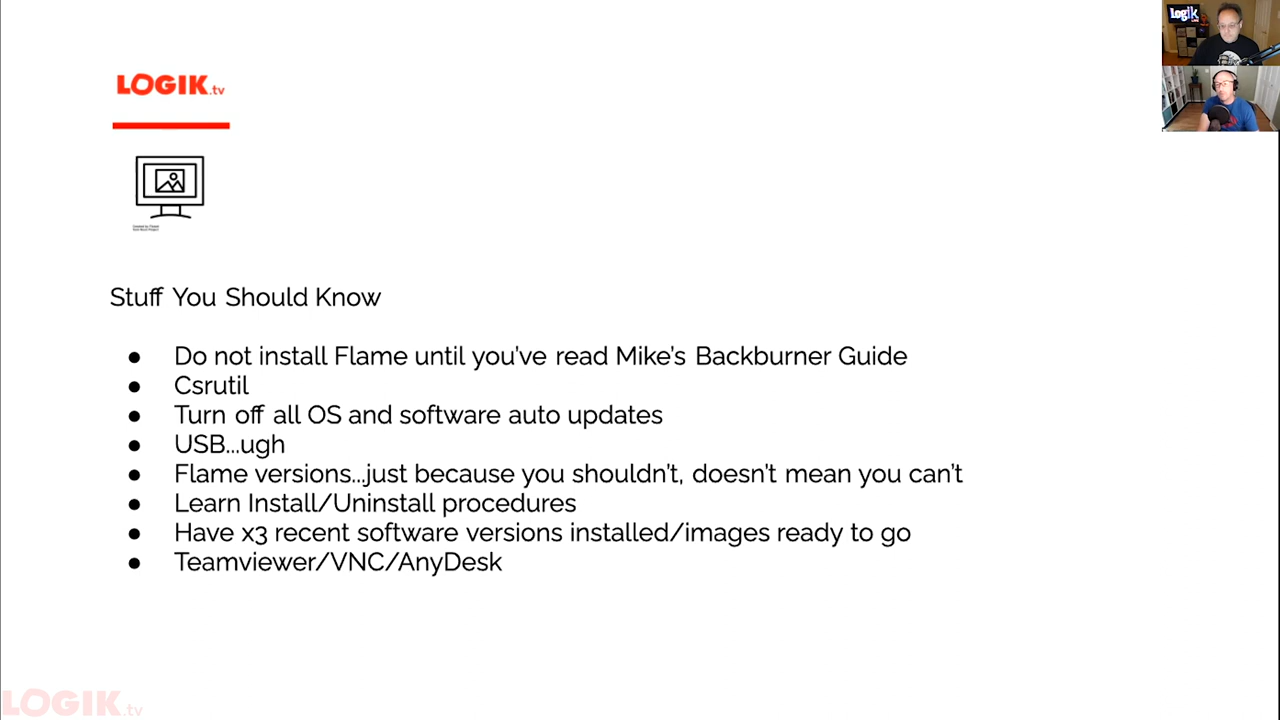 LOGIK.tv
Stuff You Should Know
● Do not install Flame until you've read Mike's Backburner Guide
● Csrutil
● Turn off all OS and software auto updates
● USB...ugh
● Flame versions...just because you shouldn't, doesn't mean you can't
● Learn Install/Uninstall procedures
● Have x3 recent software versions installed/images ready to go
● Teamviewer/VNC/AnyDesk
LOGIK.tv
Logik